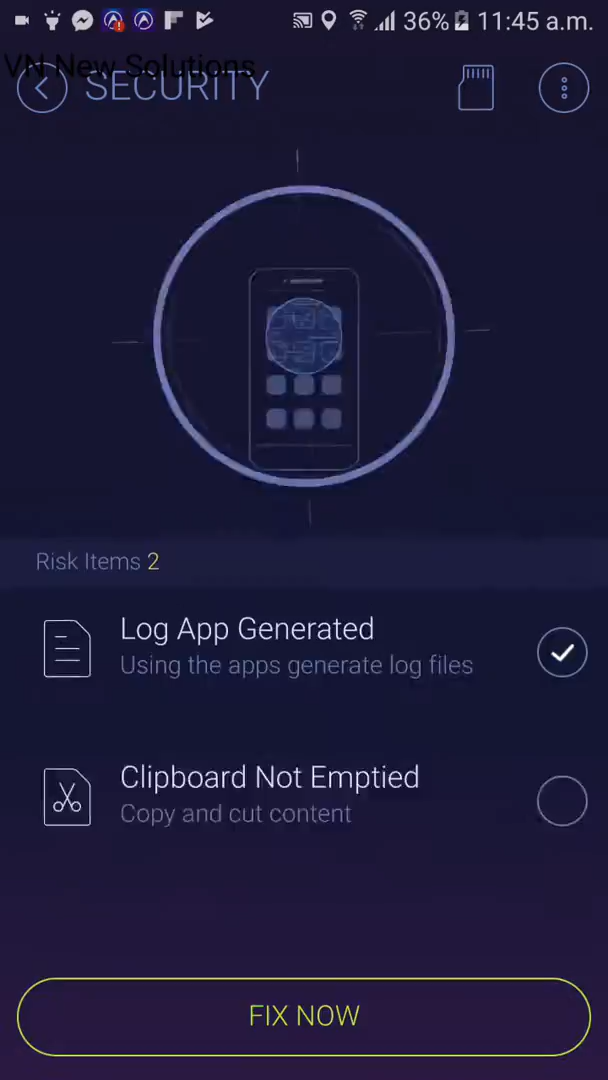 36% 11:45 a.m.
VN New Solutions
SECURITY
Risk Items 2
Log App Generated
Using the apps generate log files
Clipboard Not Emptied
Copy and cut content
FIX NOW